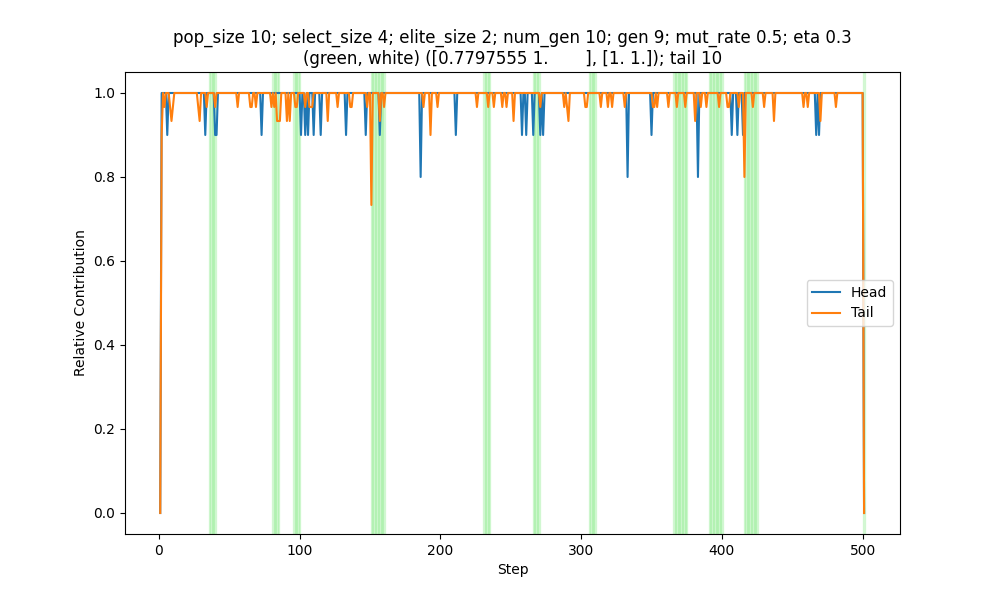 pop_size 10; select_size 4; elite_size 2; num_gen 10; gen 9; mut_rate 0.5; eta 0.3
(green, white) ([0.7797555 1.        ], [1. 1.]); tail 10
1.0
0.8
0.6
0.4
0.2
0.0
Relative Contribution
Head
Tail
0
100
200
300
400
500
Step